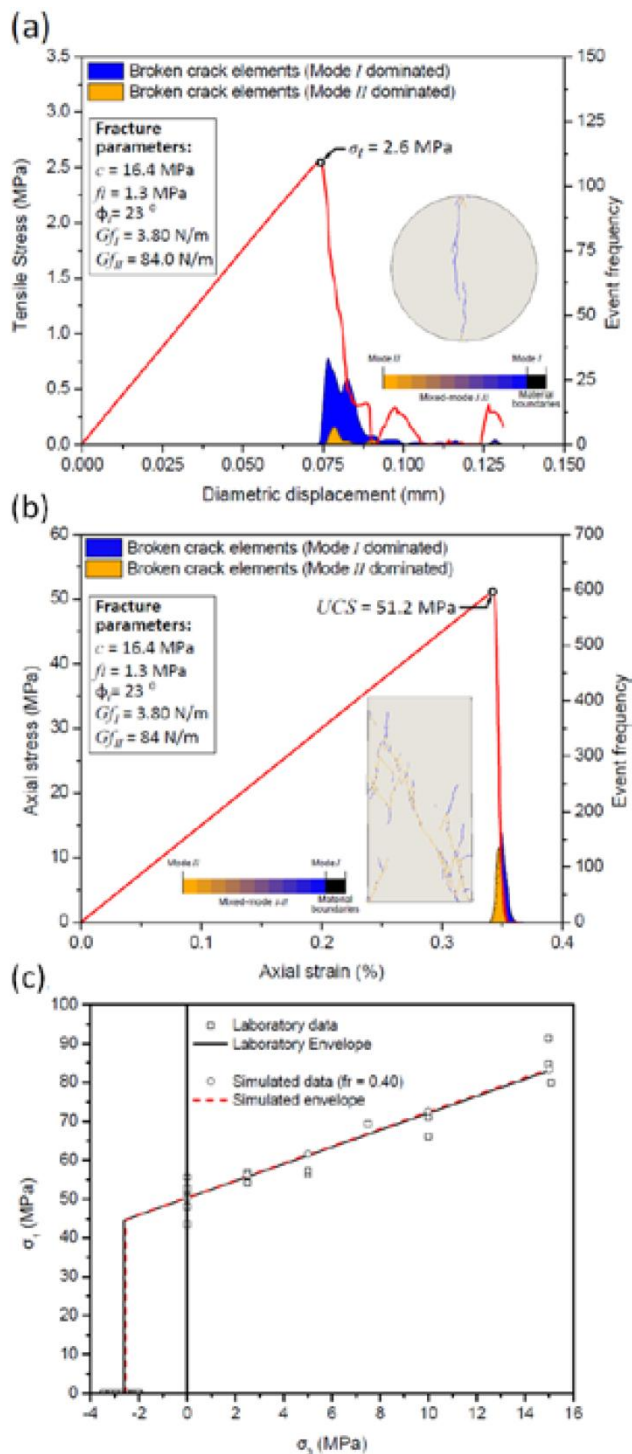 (a)
Broken crack elements (Mode I dominated)
Broken crack elements (Mode II dominated)
Fracture parameters:
c = 16.4 MPa
fi = 1.3 MPa
ϕᵢ= 23 °
Gf_I = 3.80 N/m
Gf_II = 84.0 N/m
σt = 2.6 MPa
Tensile Stress (MPa)
3.5
3.0
2.5
2.0
1.5
1.0
0.5
0.0
Event frequency
150
125
100
75
50
25
0
Mode II
Mode I
Mixed-mode I-II
Material boundaries
0.000
0.025
0.050
0.075
0.100
0.125
0.150
Diametric displacement (mm)
(b)
Broken crack elements (Mode I dominated)
Broken crack elements (Mode II dominated)
Fracture parameters:
c = 16.4 MPa
fi = 1.3 MPa
ϕᵢ= 23 °
Gf_I = 3.80 N/m
Gf_II = 84 N/m
UCS = 51.2 MPa
Axial stress (MPa)
60
50
40
30
20
10
0
Event frequency
700
600
500
400
300
200
100
0
Mode II
Mode I
Mixed-mode I-II
Material boundaries
0.0
0.1
0.2
0.3
0.4
Axial strain (%)
(c)
Laboratory data
Laboratory Envelope
Simulated data (fr = 0.40)
Simulated envelope
σ₁ (MPa)
100
90
80
70
60
50
40
30
20
10
0
-4
-2
0
2
4
6
8
10
12
14
16
σ₃ (MPa)